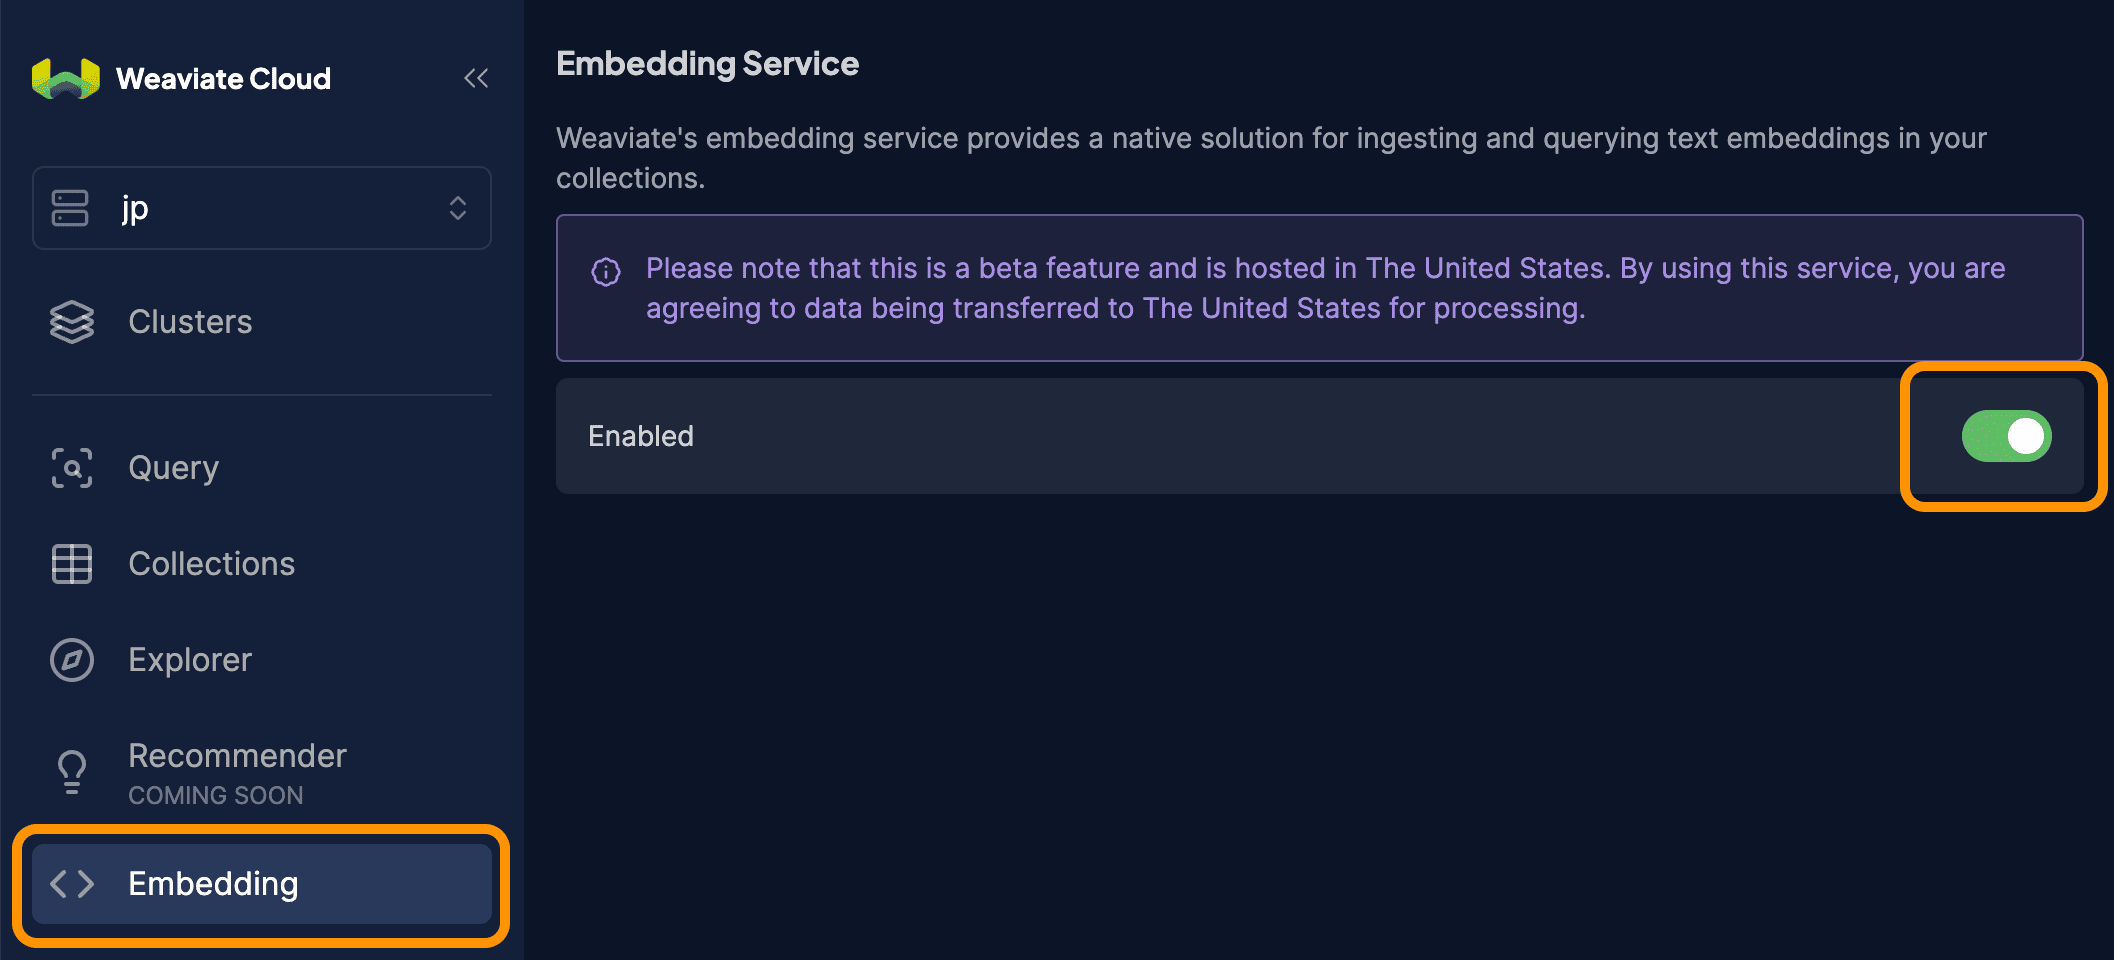 Weaviate Cloud
jp
Clusters
Query
Collections
Explorer
Recommender
COMING SOON
Embedding
Embedding Service
Weaviate's embedding service provides a native solution for ingesting and querying text embeddings in your
collections.
Please note that this is a beta feature and is hosted in The United States. By using this service, you are
agreeing to data being transferred to The United States for processing.
Enabled